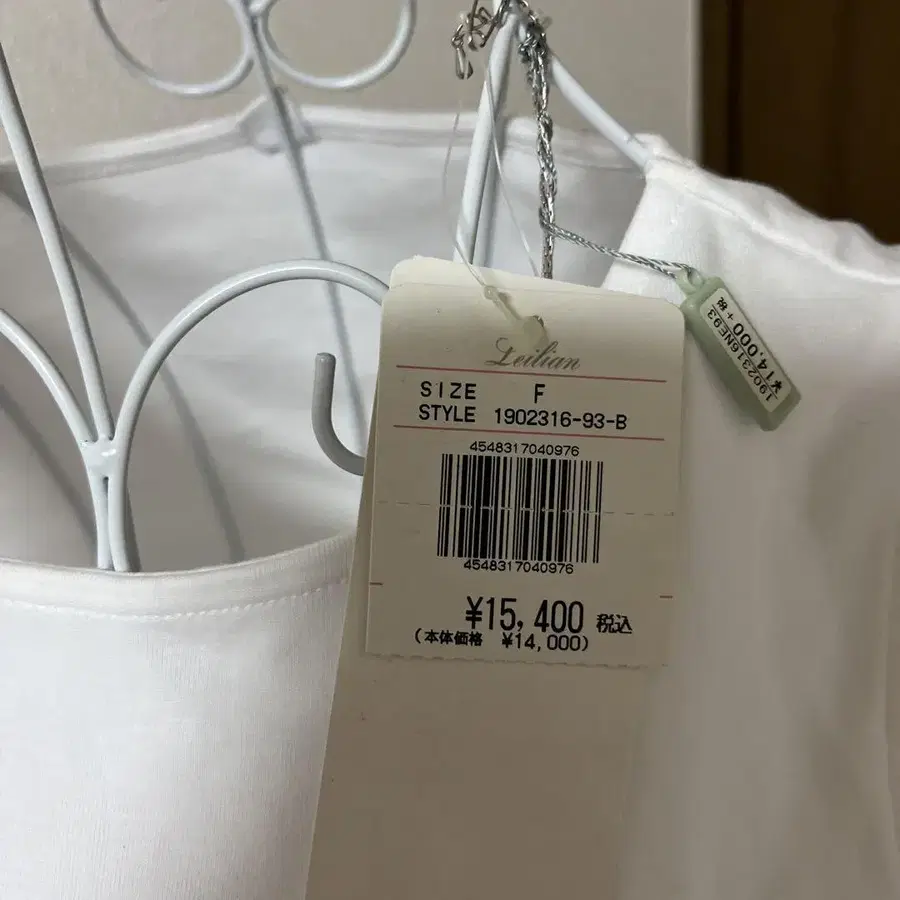 Leilian
SIZE F
STYLE 1902316-93-B
4548317040976
4548317040976
¥15,400 税込
(本体価格 ¥14,000)
1902316NE93
¥14,000+税